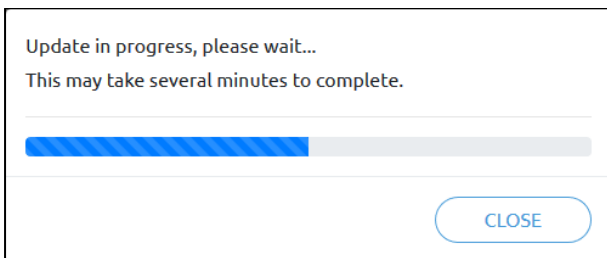 Update in progress, please wait...
This may take several minutes to complete.
CLOSE